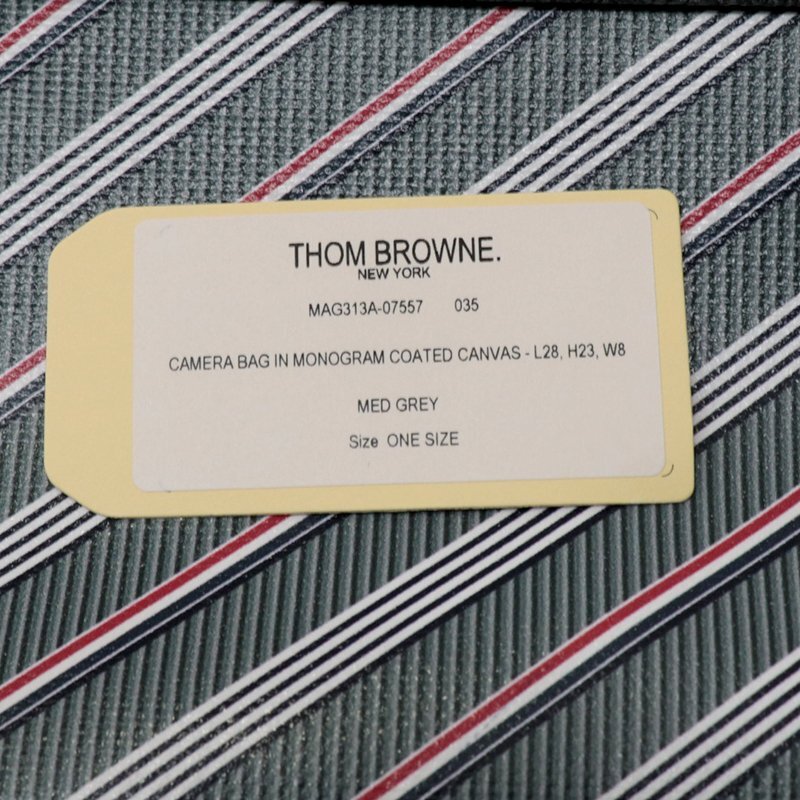 THOM BROWNE.
NEW YORK
MAG313A-07557 035
CAMERA BAG IN MONOGRAM COATED CANVAS - L28, H23, W8
MED GREY
Size ONE SIZE